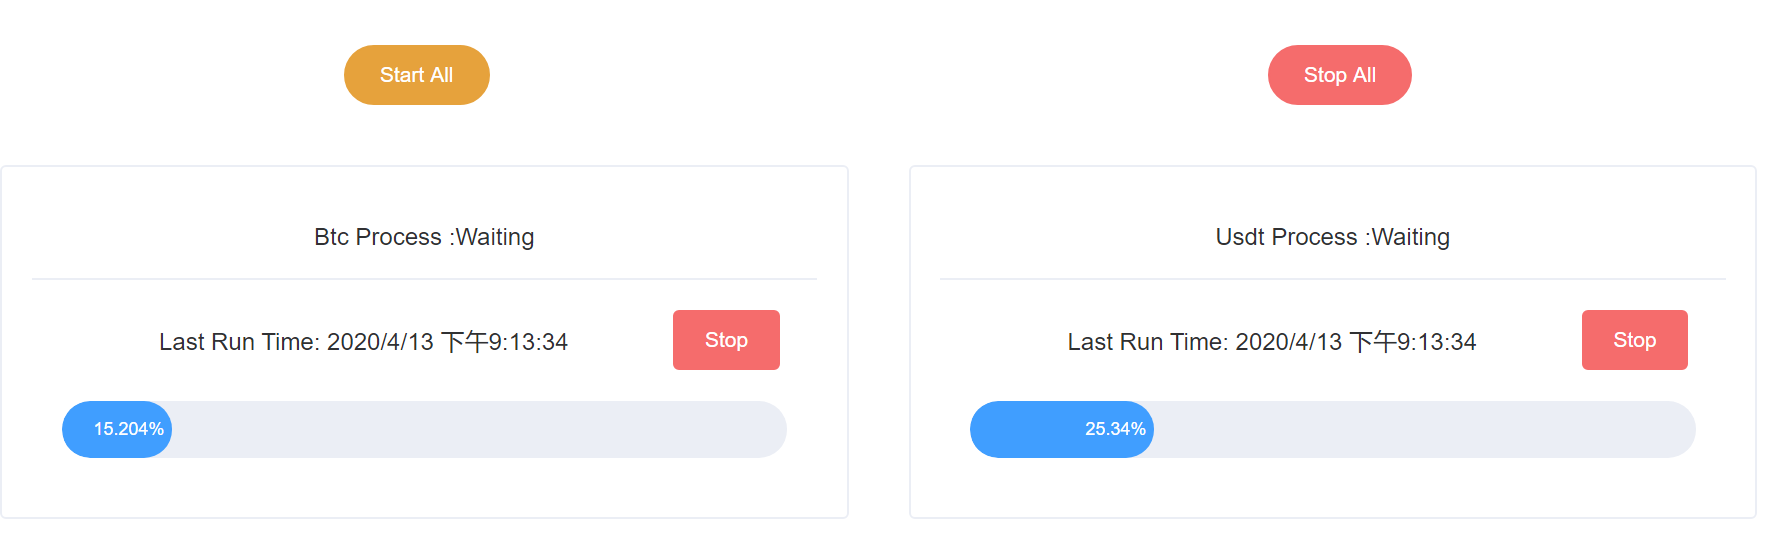 Start All
Stop All
Btc Process :Waiting
Last Run Time: 2020/4/13 下午9:13:34
Stop
15.204%
Usdt Process :Waiting
Last Run Time: 2020/4/13 下午9:13:34
Stop
25.34%